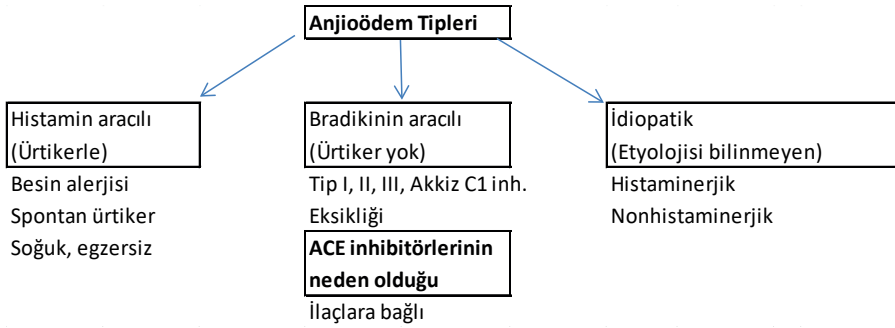 Anjioödem Tipleri
Histamin aracılı
(Ürtikerle)
Besin alerjisi
Spontan ürtiker
Soğuk, egzersiz
Bradikinin aracılı
(Ürtiker yok)
Tip I, II, III, Akkiz C1 inh.
Eksikliği
ACE inhibitörlerinin
neden olduğu
İlaçlara bağlı
İdiopatik
(Etyolojisi bilinmeyen)
Histaminerjik
Nonhistaminerjik